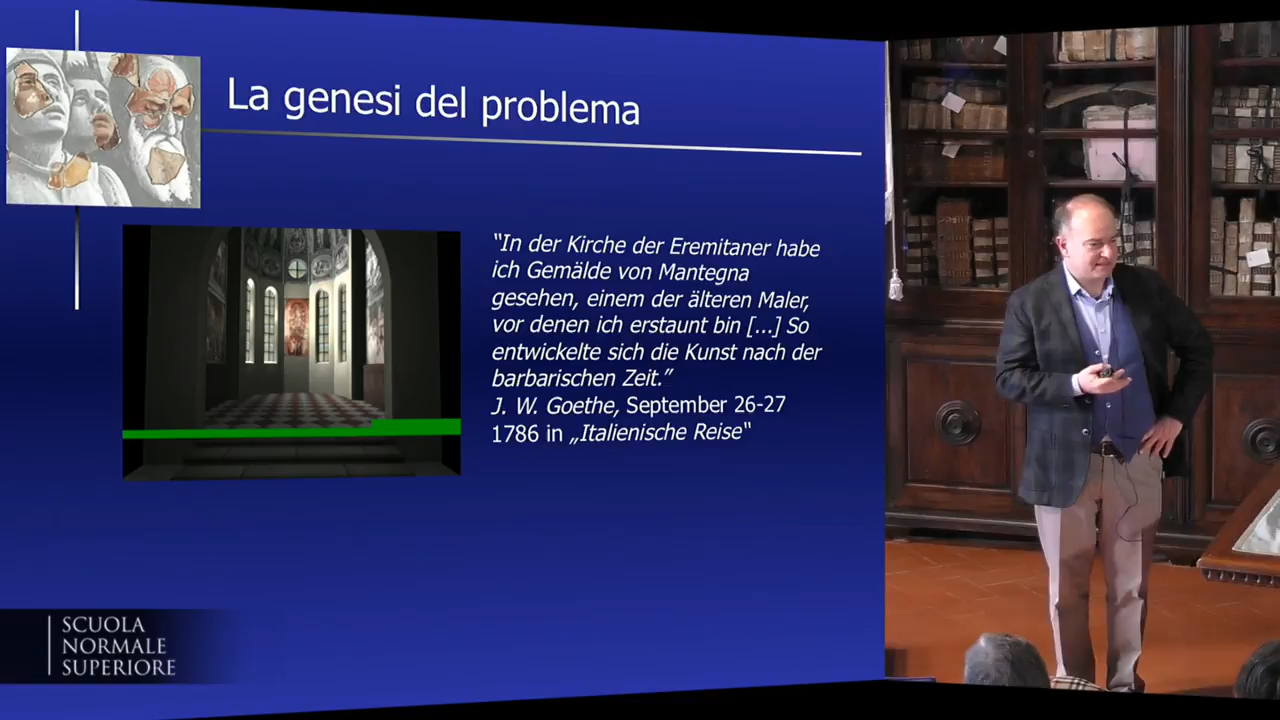 La genesi del problema
“In der Kirche der Eremitaner habe
ich Gemälde von Mantegna
gesehen, einem der älteren Maler,
vor denen ich erstaunt bin [...] So
entwickelte sich die Kunst nach der
barbarischen Zeit.”
J. W. Goethe, September 26-27
1786 in „Italienische Reise“
SCUOLA
NORMALE
SUPERIORE